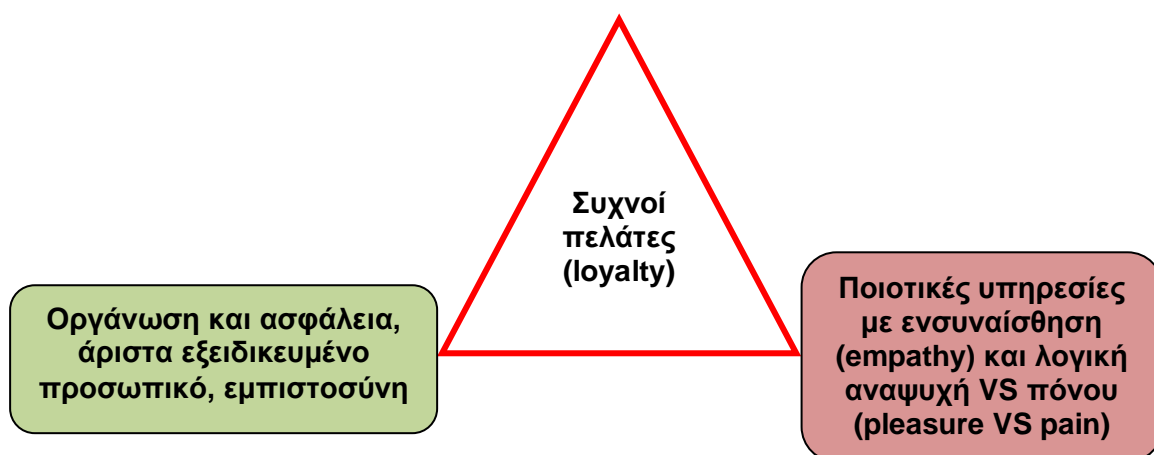 Συχνοί
πελάτες
(loyalty)
Οργάνωση και ασφάλεια,
άριστα εξειδικευμένο
προσωπικό, εμπιστοσύνη
Ποιοτικές υπηρεσίες
με ενσυναίσθηση
(empathy) και λογική
αναψυχή VS πόνου
(pleasure VS pain)